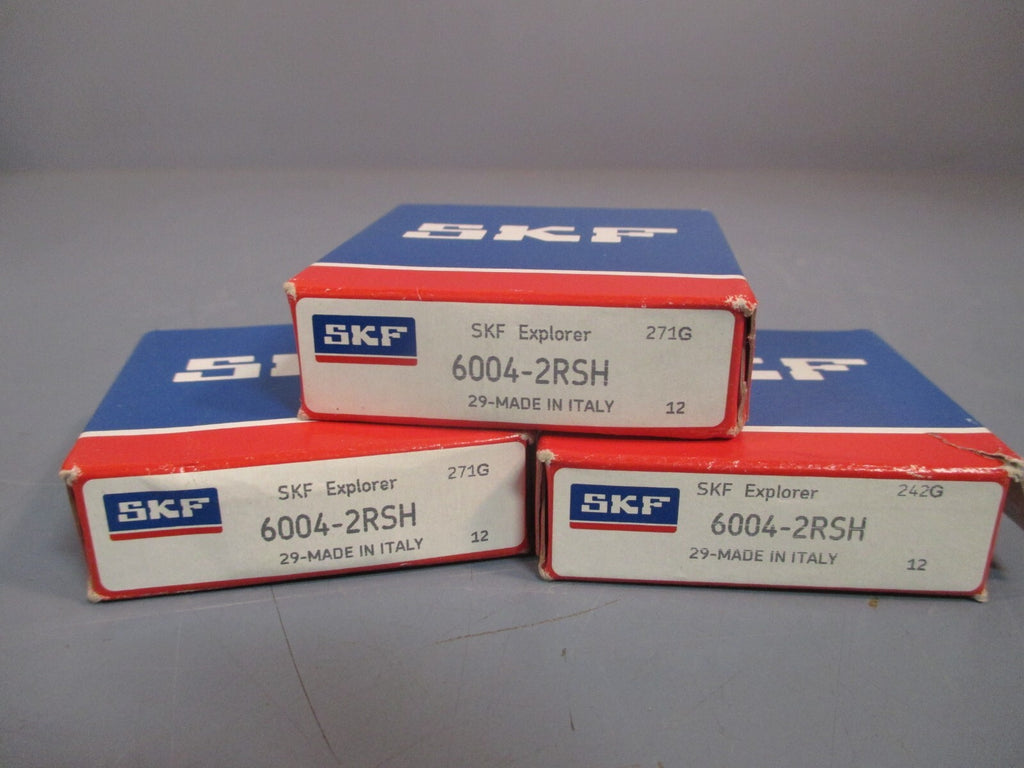 SKF
SKF
SKF Explorer
271G
6004-2RSH
29-MADE IN ITALY
12
SKF
SKF Explorer
271G
6004-2RSH
29-MADE IN ITALY
12
SKF
SKF Explorer
242G
6004-2RSH
29-MADE IN ITALY
12